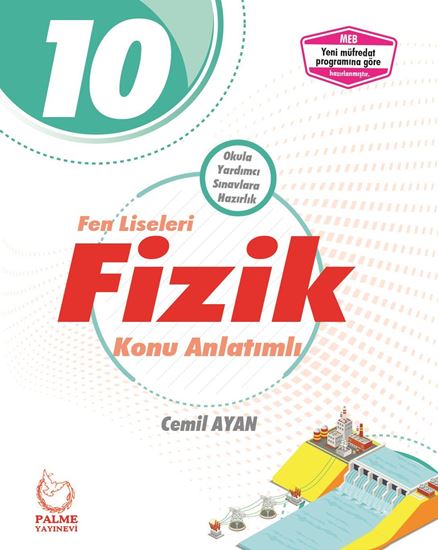 10
MEB
Yeni müfredat
programına göre
hazırlanmıştır.
Okula
Yardımcı
Sınavlara
Hazırlık
Fen Liseleri
Fizik
Konu Anlatımlı
Cemil AYAN
PALME
YAYINEVİ